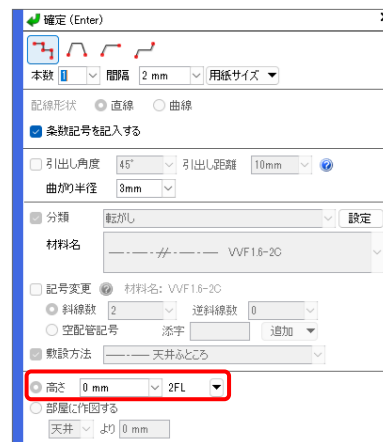 確定 (Enter)
本数 1 間隔 2 mm 用紙サイズ
配線形状 直線 曲線
条数記号を記入する
引出し角度 45° 引出し距離 10mm
曲がり半径 3mm
分類 転がし 設定
材料名 VVF1.6-2C
記号変更 材料名: VVF1.6-2C
斜線数 2 逆斜線数 0
空配管記号 添字 追加
敷設方法 天井ふところ
高さ 0 mm 2FL
部屋に作図する
天井 より 0 mm